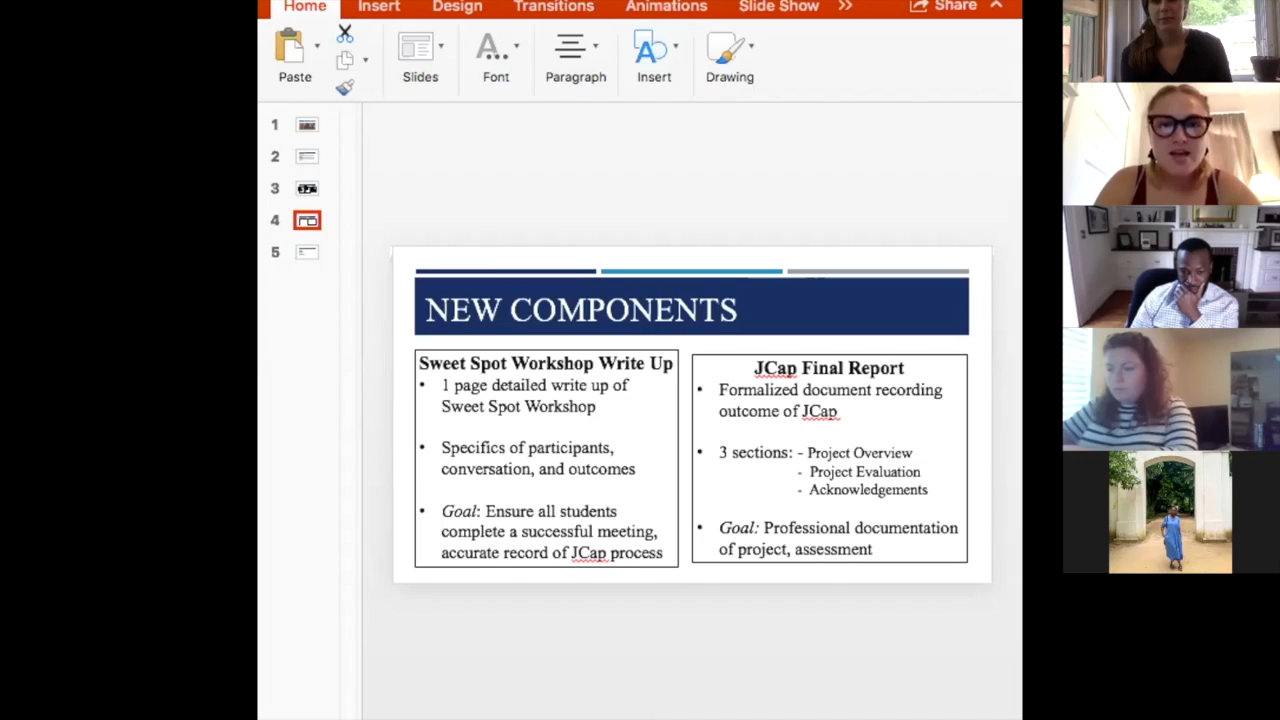 Home Insert Design Transitions Animations Slide Show >> Share
Paste Slides Font Paragraph Insert Drawing
1
2
3
4
5
NEW COMPONENTS
Sweet Spot Workshop Write Up
• 1 page detailed write up of
Sweet Spot Workshop
• Specifics of participants,
conversation, and outcomes
• Goal: Ensure all students
complete a successful meeting,
accurate record of JCap process
JCap Final Report
• Formalized document recording
outcome of JCap
• 3 sections: - Project Overview
- Project Evaluation
- Acknowledgements
• Goal: Professional documentation
of project, assessment